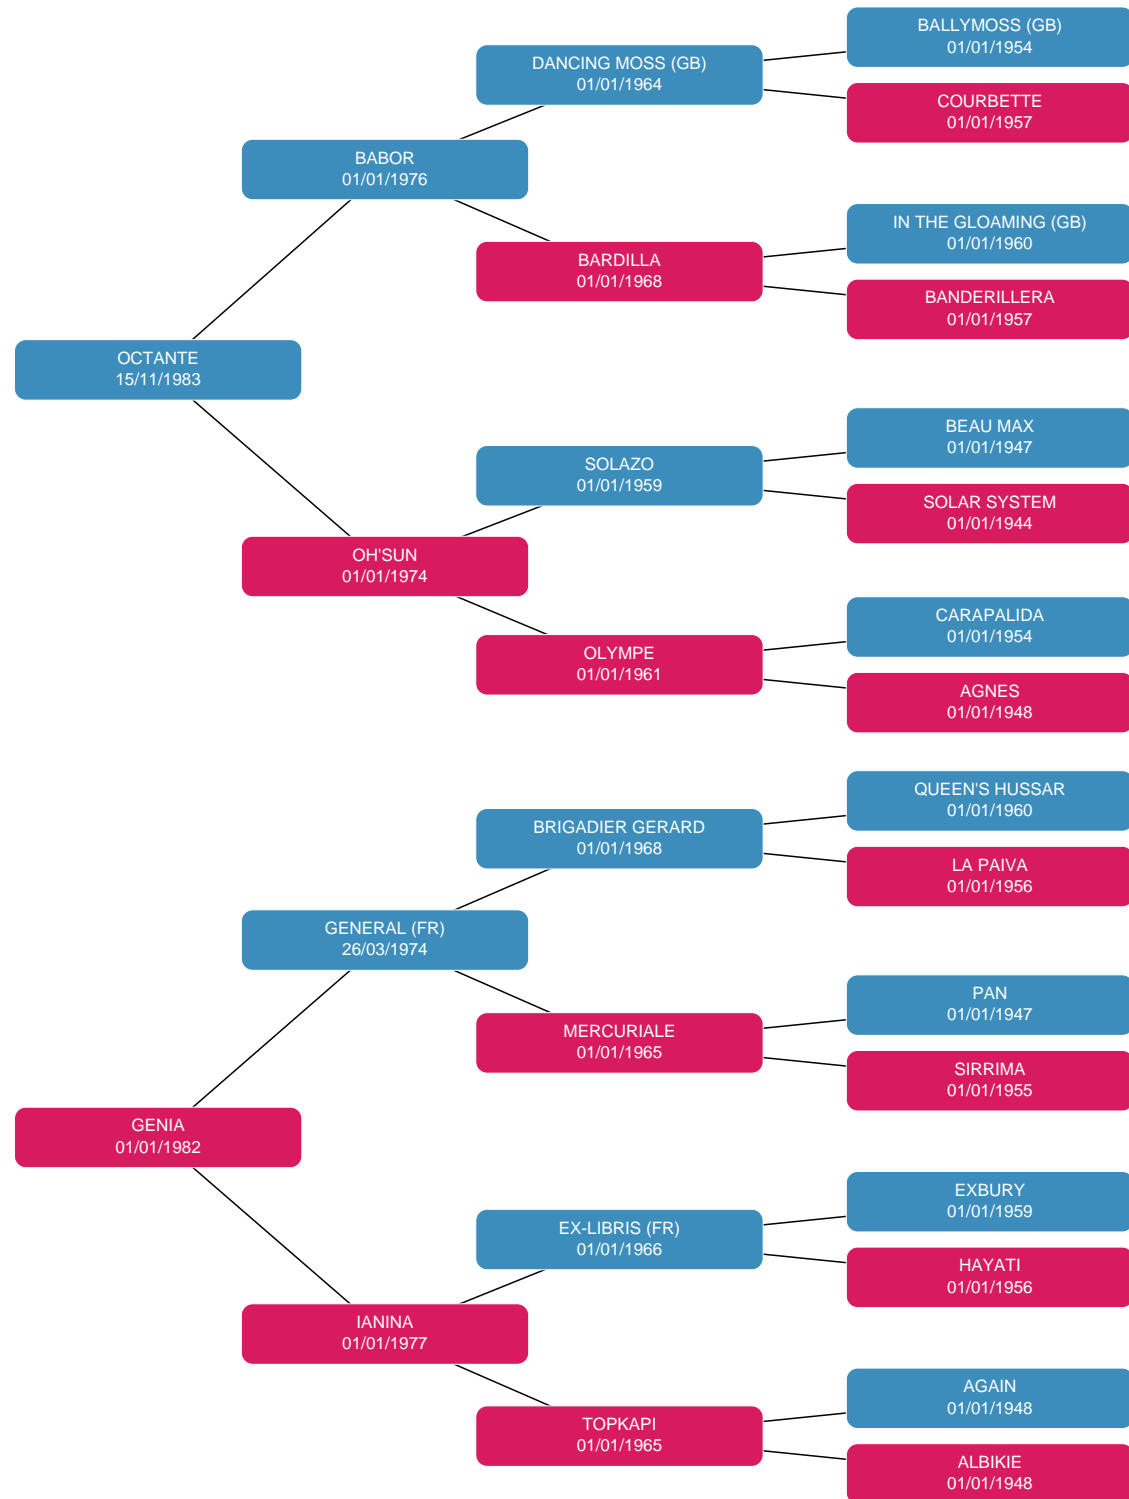 BALLYMOSS (GB)
01/01/1954
DANCING MOSS (GB)
01/01/1964
COURBETTE
01/01/1957
BABOR
01/01/1976
IN THE GLOAMING (GB)
01/01/1960
BARDILLA
01/01/1968
BANDERILLERA
01/01/1957
OCTANTE
15/11/1983
BEAU MAX
01/01/1947
SOLAZO
01/01/1959
SOLAR SYSTEM
01/01/1944
OH'SUN
01/01/1974
CARAPALIDA
01/01/1954
OLYMPE
01/01/1961
AGNES
01/01/1948
QUEEN'S HUSSAR
01/01/1960
BRIGADIER GERARD
01/01/1968
LA PAIVA
01/01/1956
GENERAL (FR)
26/03/1974
PAN
01/01/1947
MERCURIALE
01/01/1965
SIRRIMA
01/01/1955
GENIA
01/01/1982
EXBURY
01/01/1959
EX-LIBRIS (FR)
01/01/1966
HAYATI
01/01/1956
IANINA
01/01/1977
AGAIN
01/01/1948
TOPKAPI
01/01/1965
ALBIKIE
01/01/1948